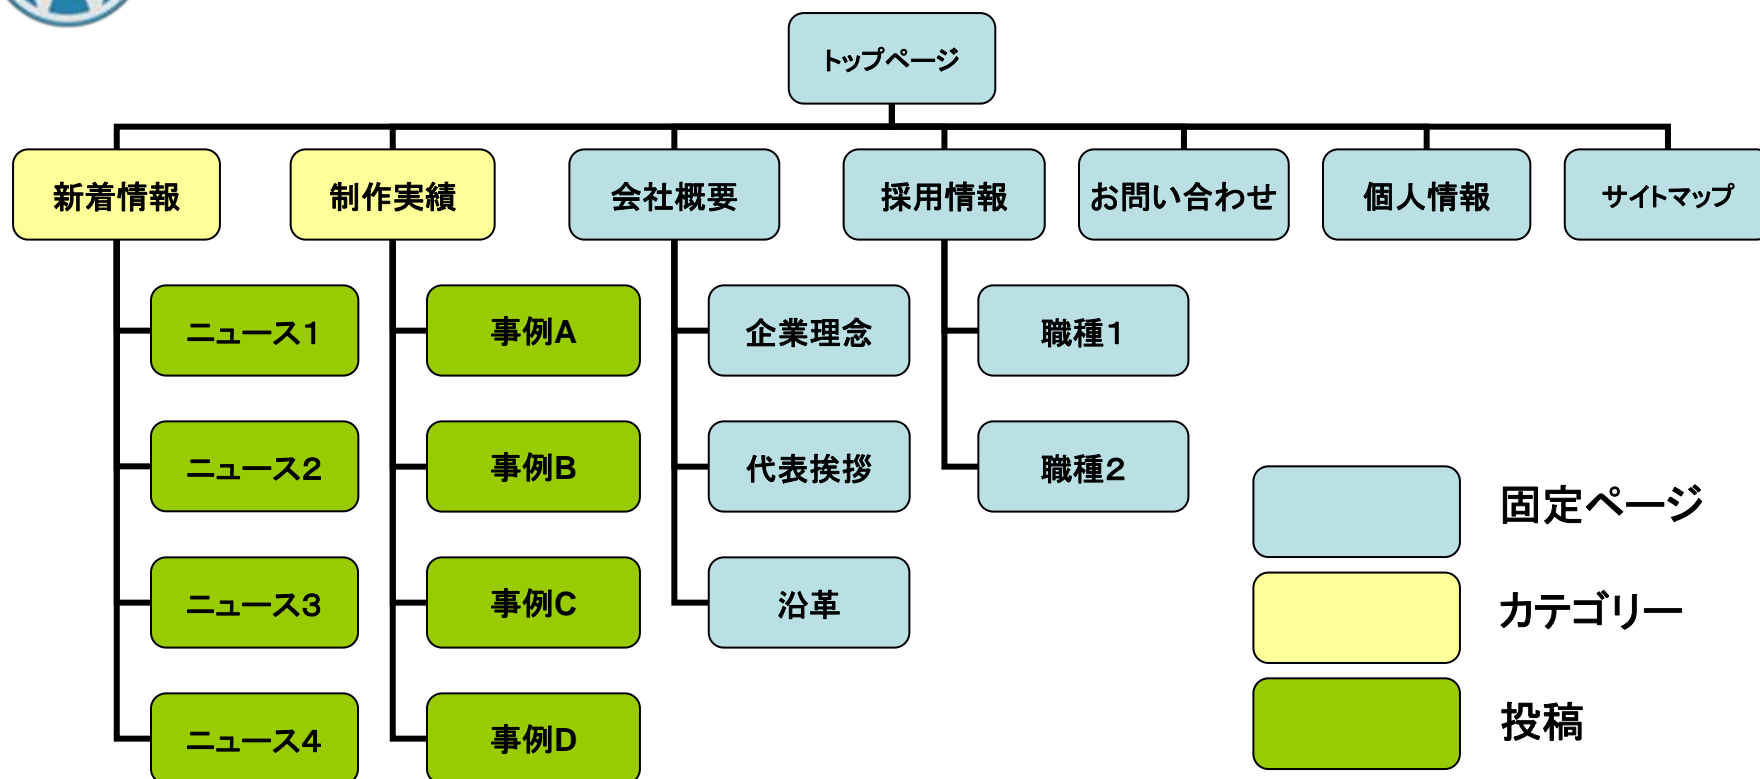 トップページ
新着情報
制作実績
会社概要
採用情報
お問い合わせ
個人情報
サイトマップ
ニュース1
事例A
企業理念
職種1
ニュース2
事例B
代表挨拶
職種2
固定ページ
ニュース3
事例C
沿革
カテゴリー
ニュース4
事例D
投稿